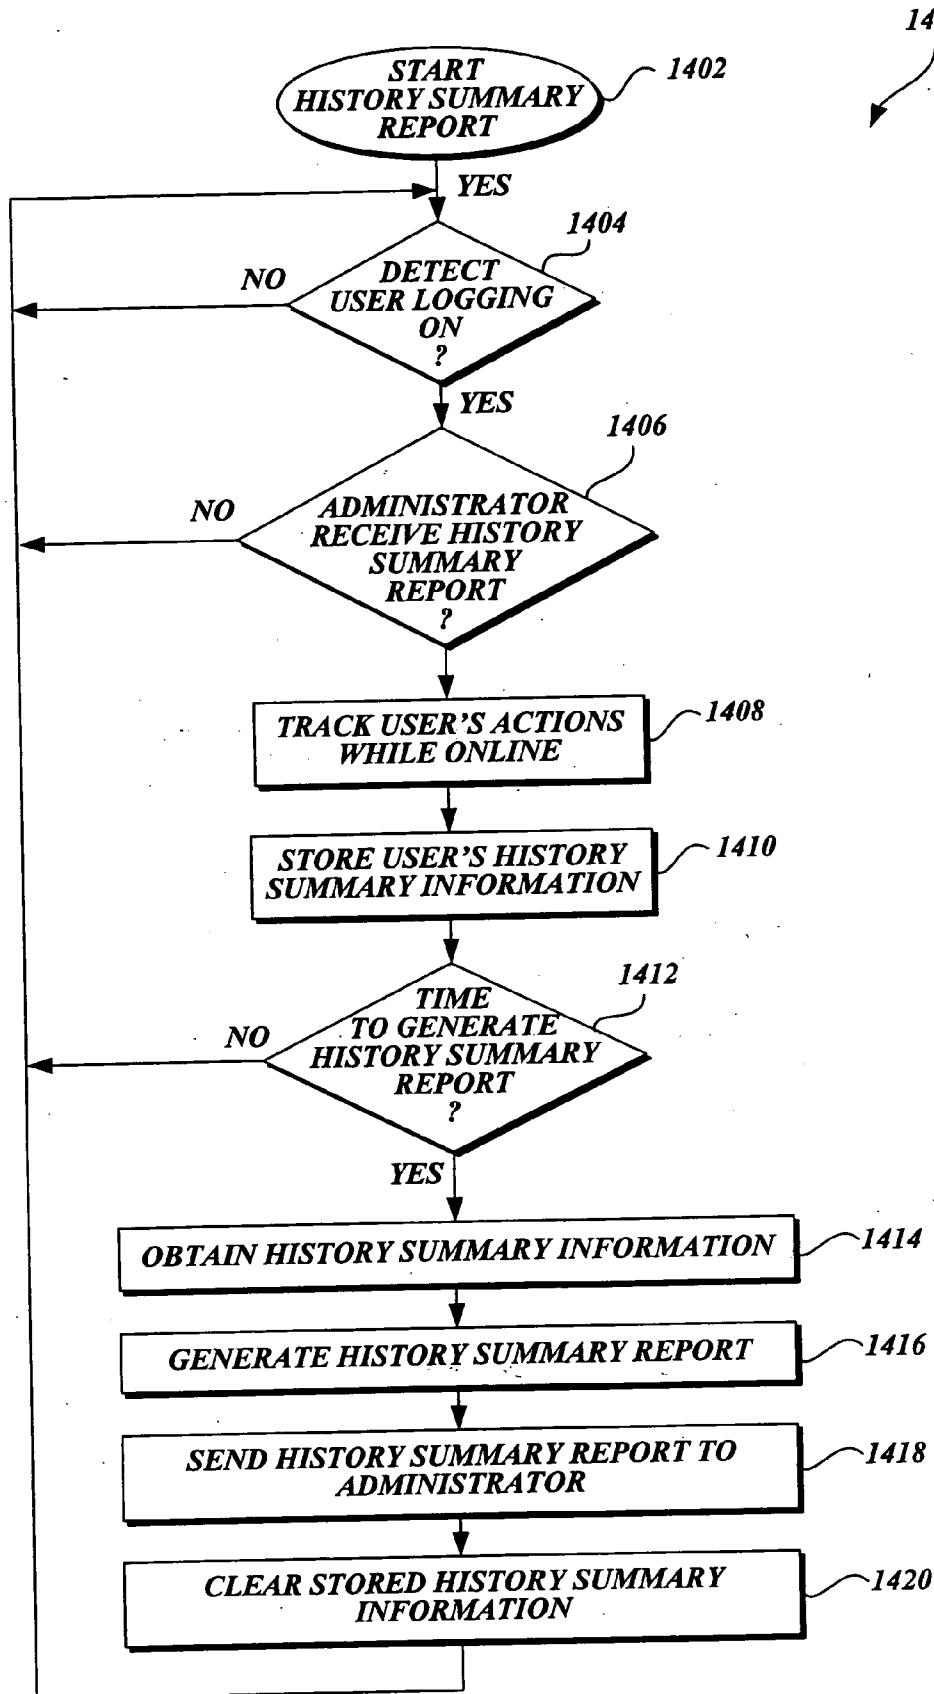 14
START
HISTORY SUMMARY
REPORT
1402
YES
1404
NO
DETECT
USER LOGGING
ON
?
YES
1406
NO
ADMINISTRATOR
RECEIVE HISTORY
SUMMARY
REPORT
?
TRACK USER'S ACTIONS
WHILE ONLINE
1408
STORE USER'S HISTORY
SUMMARY INFORMATION
1410
1412
NO
TIME
TO GENERATE
HISTORY SUMMARY
REPORT
?
YES
OBTAIN HISTORY SUMMARY INFORMATION
1414
GENERATE HISTORY SUMMARY REPORT
1416
SEND HISTORY SUMMARY REPORT TO
ADMINISTRATOR
1418
CLEAR STORED HISTORY SUMMARY
INFORMATION
1420